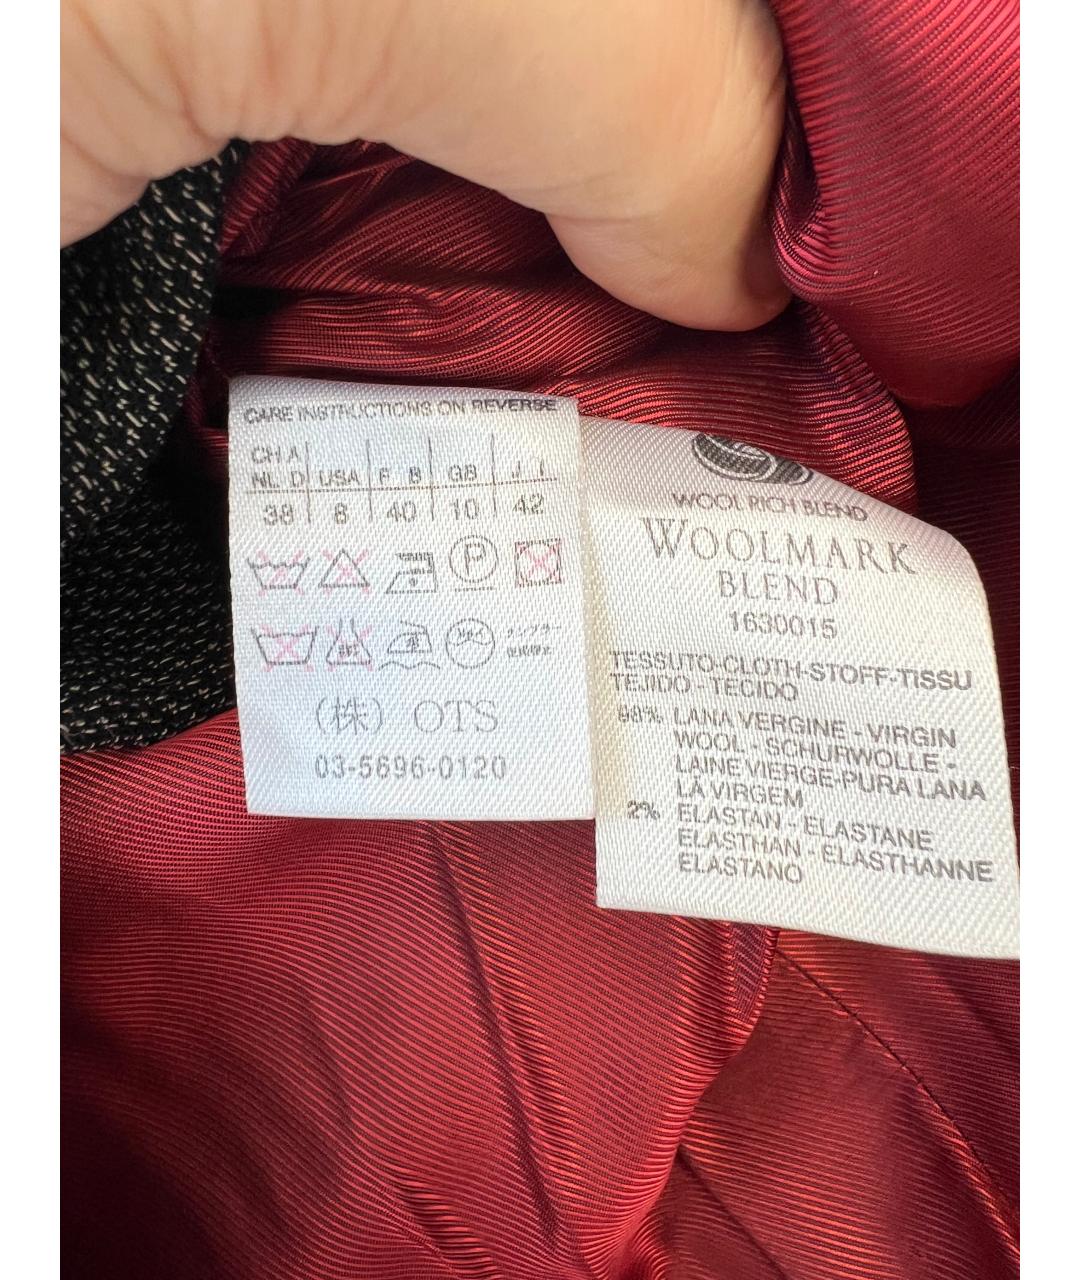 CARE INSTRUCTIONS ON REVERSE
CH A
NL D USA F B GB J I
38 8 40 10 42
P
(株) OTS
03-5696-0120
WOOL RICH BLEND
WOOLMARK
BLEND
1630015
TESSUTO-CLOTH-STOFF-TISSU
TEJIDO - TECIDO
98% LANA VERGINE - VIRGIN
WOOL - SCHURWOLLE -
LAINE VIERGE-PURA LANA
LÃ VIRGEM
2% ELASTAN - ELASTANE
ELASTHAN - ELASTHANNE
ELASTANO